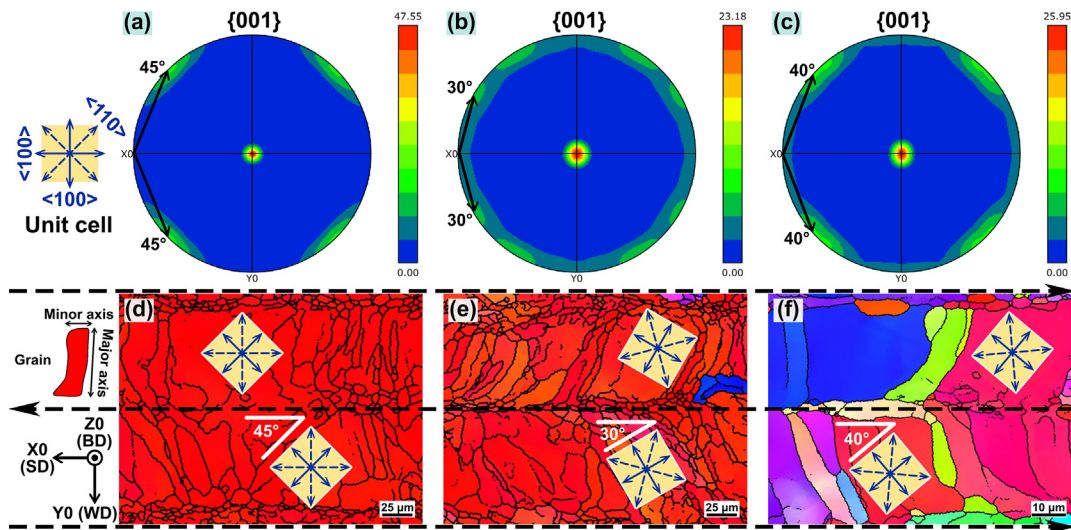 (a) {001} 47.55
(b) {001} 23.18
(c) {001} 25.95
45°
30°
40°
<110>
<100>
<100>
Unit cell
X0
X0
X0
45°
30°
40°
0.00
0.00
0.00
Y0
Y0
Y0
Minor axis
Major axis
Grain
(d)
(e)
(f)
Z0
(BD)
X0
(SD)
Y0 (WD)
45°
30°
40°
25 µm
25 µm
10 µm